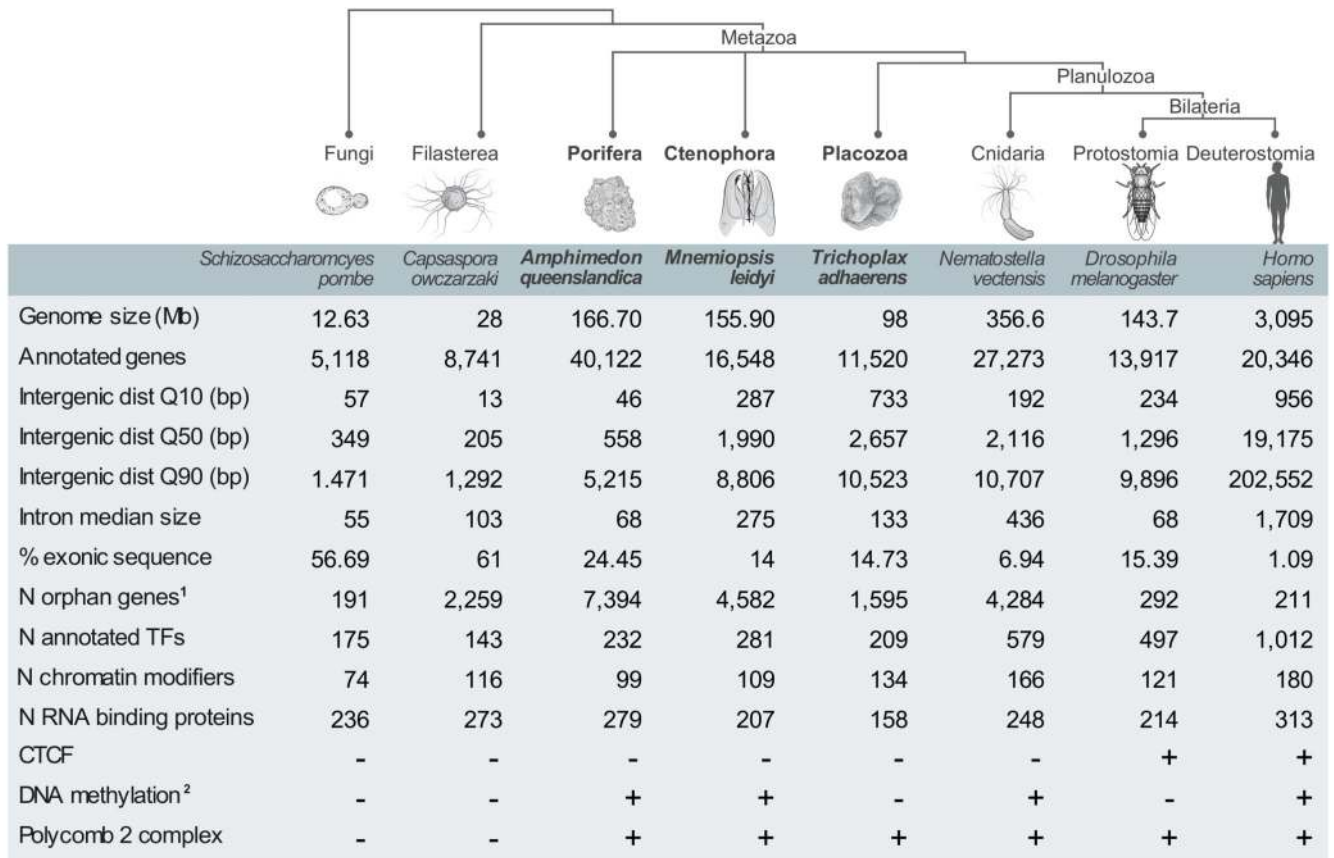 Metazoa
Planulozoa
Bilateria
Fungi Filasterea Porifera Ctenophora Placozoa Cnidaria Protostomia Deuterostomia
Schizosaccharomcyes pombe Capsaspora owczarzaki Amphimedon queenslandica Mnemiopsis leidyi Trichoplax adhaerens Nematostella vectensis Drosophila melanogaster Homo sapiens
Genome size (Mb) 12.63 28 166.70 155.90 98 356.6 143.7 3,095
Annotated genes 5,118 8,741 40,122 16,548 11,520 27,273 13,917 20,346
Intergenic dist Q10 (bp) 57 13 46 287 733 192 234 956
Intergenic dist Q50 (bp) 349 205 558 1,990 2,657 2,116 1,296 19,175
Intergenic dist Q90 (bp) 1.471 1,292 5,215 8,806 10,523 10,707 9,896 202,552
Intron median size 55 103 68 275 133 436 68 1,709
% exonic sequence 56.69 61 24.45 14 14.73 6.94 15.39 1.09
N orphan genes¹ 191 2,259 7,394 4,582 1,595 4,284 292 211
N annotated TFs 175 143 232 281 209 579 497 1,012
N chromatin modifiers 74 116 99 109 134 166 121 180
N RNA binding proteins 236 273 279 207 158 248 214 313
CTCF - - - - - - + +
DNA methylation² - - + + - + - +
Polycomb 2 complex - - + + + + + +